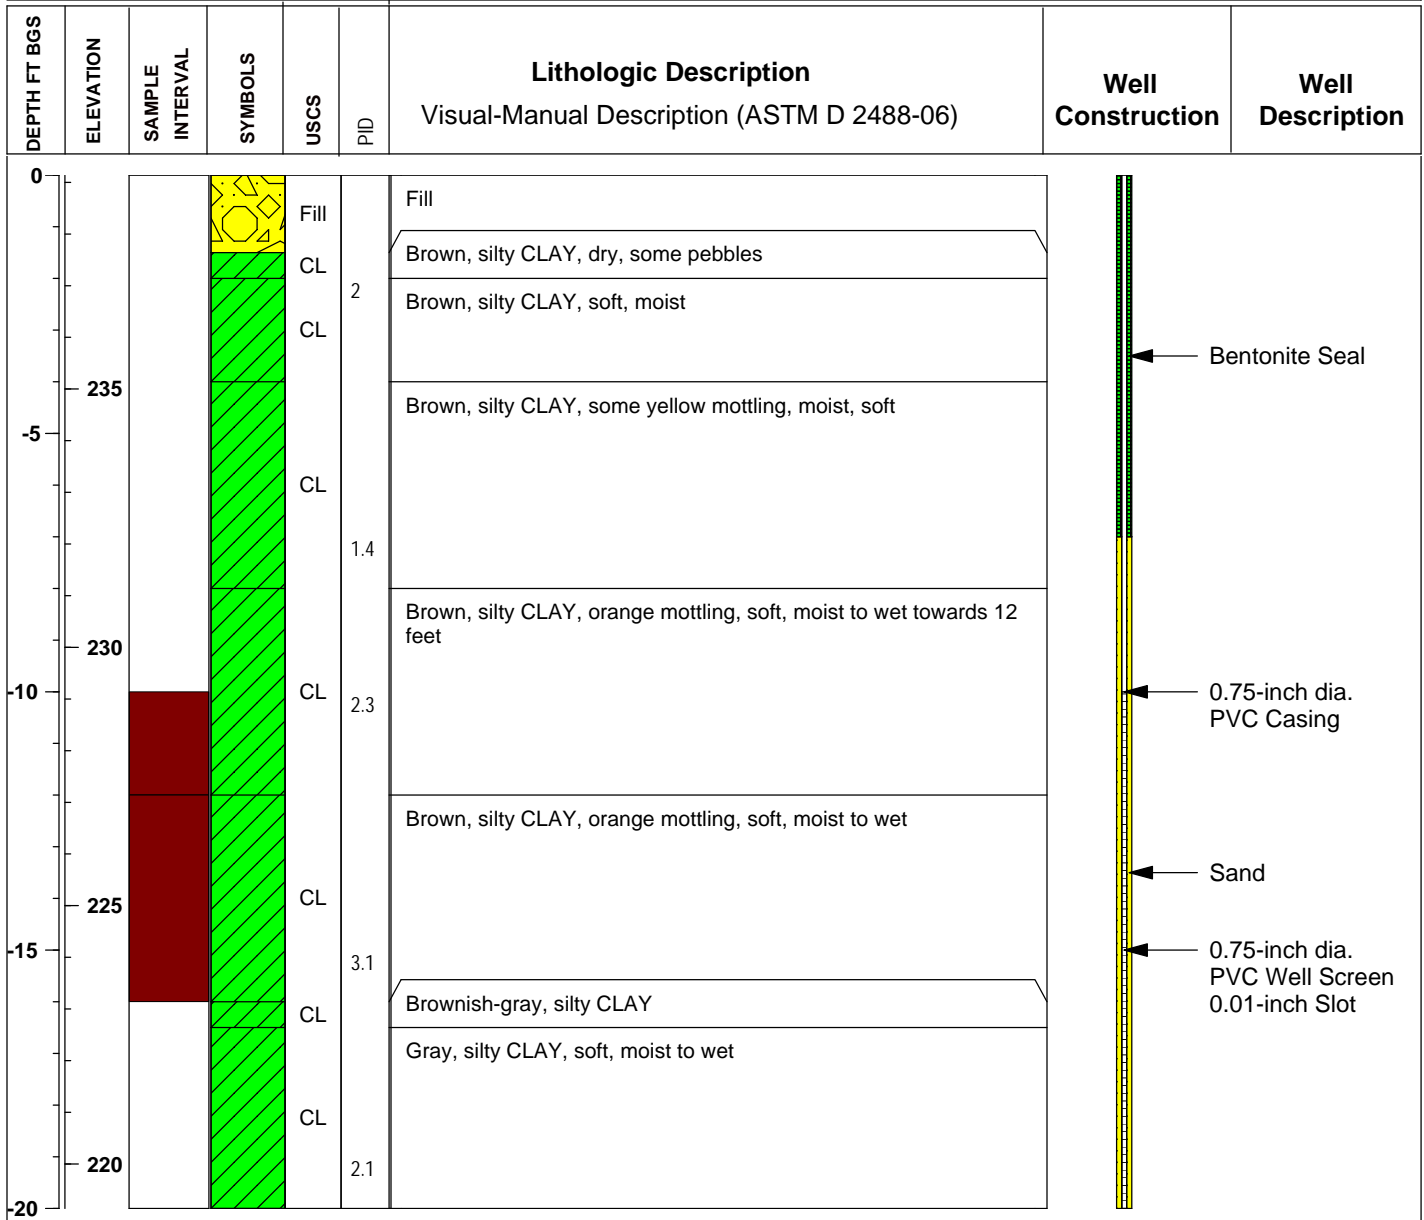 DEPTH FT BGS
ELEVATION
SAMPLE
INTERVAL
SYMBOLS
USCS
PID
Lithologic Description
Visual-Manual Description (ASTM D 2488-06)
Well
Construction
Well
Description
0
Fill
Fill
CL
Brown, silty CLAY, dry, some pebbles
2
Brown, silty CLAY, soft, moist
CL
Bentonite Seal
235
Brown, silty CLAY, some yellow mottling, moist, soft
-5
CL
1.4
Brown, silty CLAY, orange mottling, soft, moist to wet towards 12
feet
230
-10
CL
2.3
0.75-inch dia.
PVC Casing
Brown, silty CLAY, orange mottling, soft, moist to wet
Sand
CL
225
-15
3.1
0.75-inch dia.
PVC Well Screen
0.01-inch Slot
Brownish-gray, silty CLAY
CL
Gray, silty CLAY, soft, moist to wet
CL
220
2.1
-20